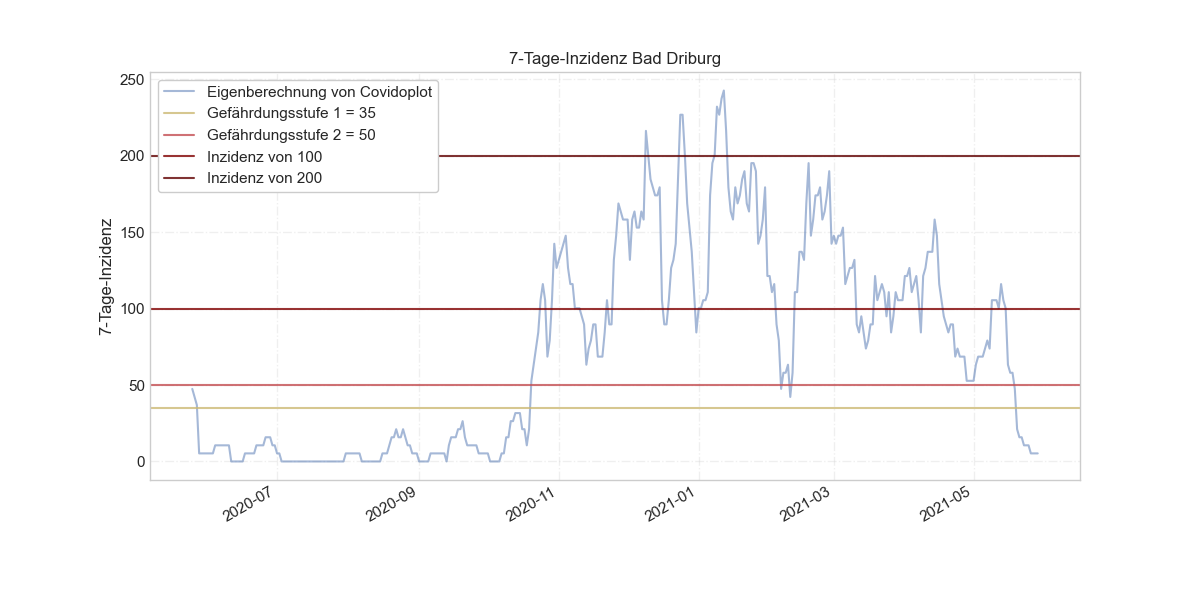 7-Tage-Inzidenz Bad Driburg
250
200
150
100
50
0
7-Tage-Inzidenz
Eigenberechnung von Covidoplot
Gefährdungsstufe 1 = 35
Gefährdungsstufe 2 = 50
Inzidenz von 100
Inzidenz von 200
2020-07
2020-09
2020-11
2021-01
2021-03
2021-05